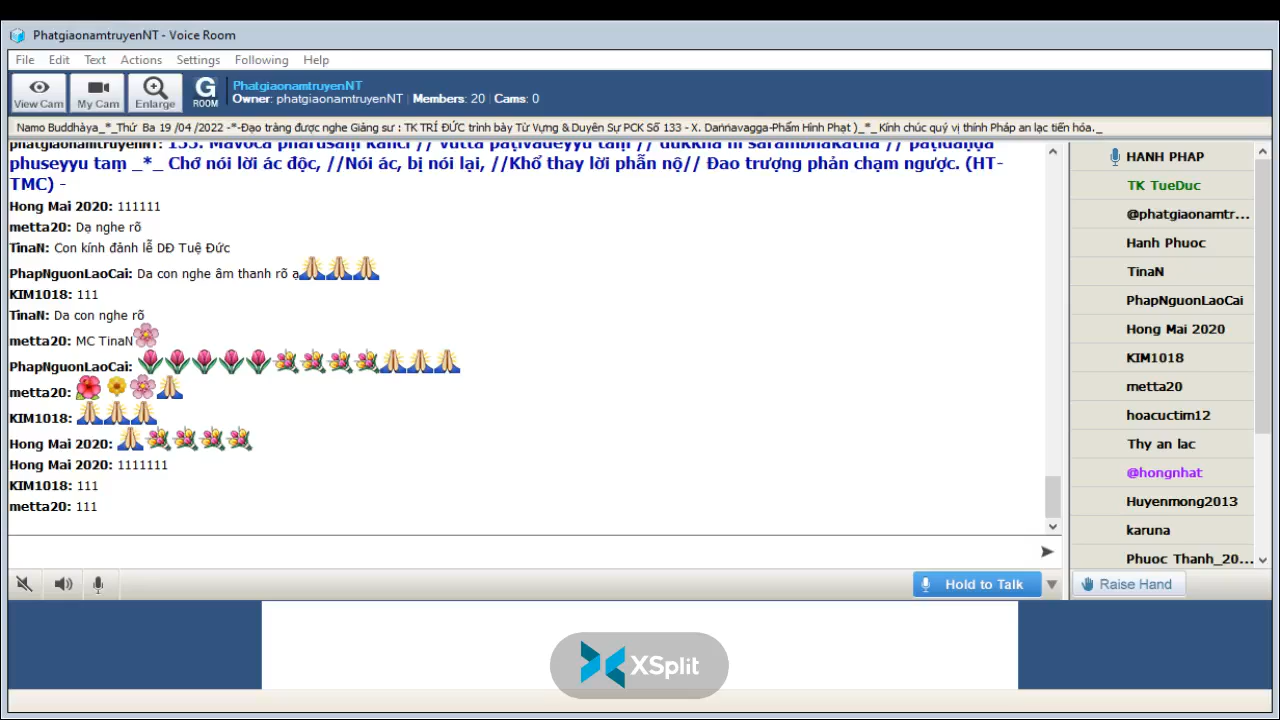 PhatgiaonamtruyenNT - Voice Room
File Edit Text Actions Settings Following Help
View Cam My Cam Enlarge G ROOM
PhatgiaonamtruyenNT
Owner: phatgiaonamtruyenNT | Members: 20 | Cams: 0
Namo Buddhàya_*_Thứ Ba 19 /04 /2022 -*-Đạo tràng được nghe Giảng sư : TK TRÍ ĐỨC trình bày Từ Vựng & Duyên Sự PCK Số 133 - X. Daṇṇavagga-Phẩm Hình Phạt )_*_ Kính chúc quý vị thính Pháp an lạc tiến hóa._
phatgiaonamtruyenNT: 133. Māvoca pharusaṃ kañci // vuttā paṭivadeyyu taṃ // dukkhā hi sārambhakathā // paṭidaṇḍā
phuseyyu taṃ _*_ Chớ nói lời ác độc, //Nói ác, bị nói lại, //Khổ thay lời phẫn nộ// Đao trượng phản chạm ngược. (HT-
TMC) -
Hong Mai 2020: 111111
metta20: Dạ nghe rõ
TinaN: Con kính đảnh lễ DĐ Tuệ Đức
PhapNguonLaoCai: Da con nghe âm thanh rõ ạ
KIM1018: 111
TinaN: Da con nghe rõ
metta20: MC TinaN
PhapNguonLaoCai:
metta20:
KIM1018:
Hong Mai 2020:
Hong Mai 2020: 1111111
KIM1018: 111
metta20: 111
HANH PHAP
TK TueDuc
@phatgiaonamtr...
Hanh Phuoc
TinaN
PhapNguonLaoCai
Hong Mai 2020
KIM1018
metta20
hoacuctim12
Thy an lac
@hongnhat
Huyenmong2013
karuna
Phuoc Thanh_20...
Hold to Talk
Raise Hand
XSplit